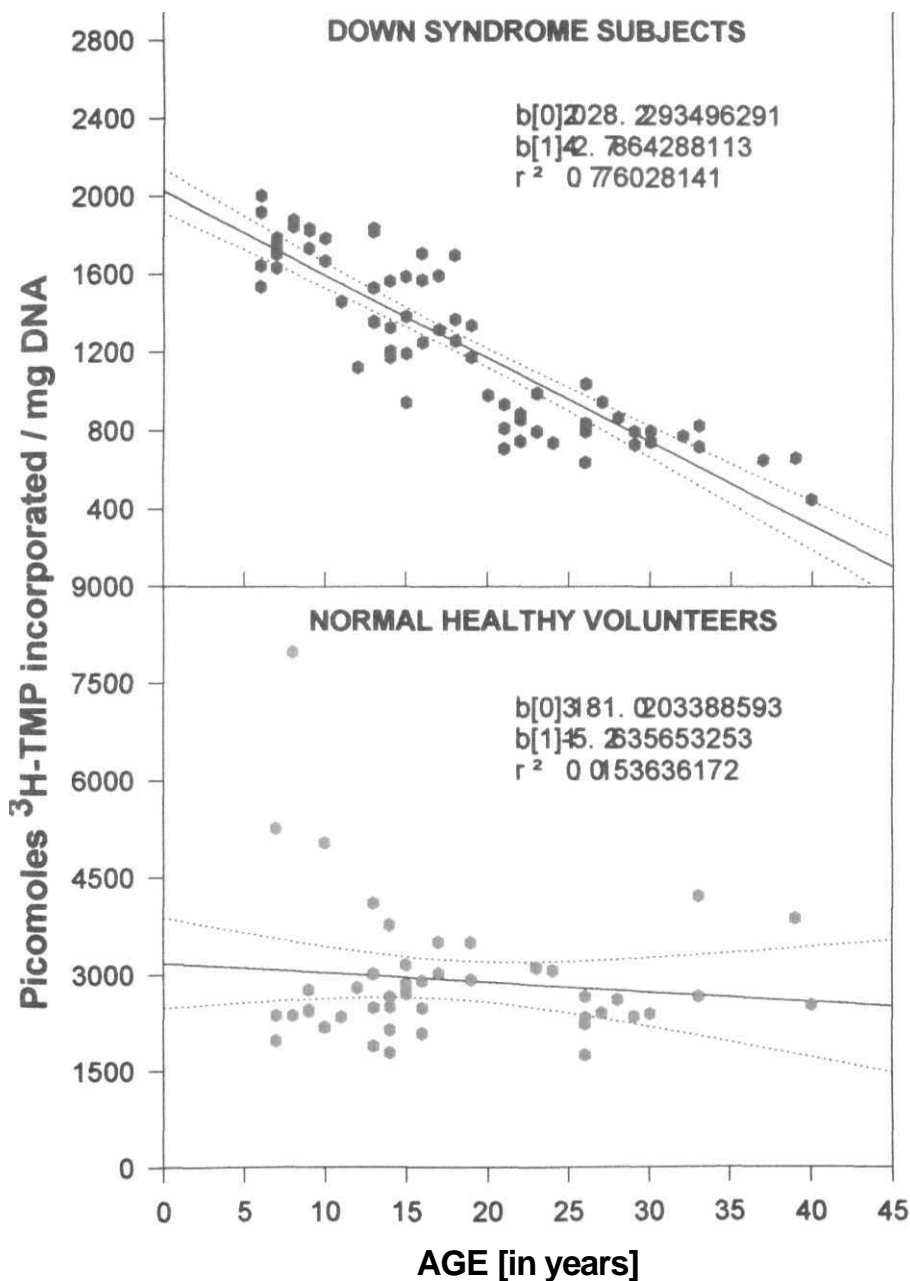 DOWN SYNDROME SUBJECTS
2800
2400
2000
1600
1200
800
400
b[0]2028. 2293496291
b[1]42. 7864288113
r ² 0.776028141
Picomoles ³H-TMP incorporated / mg DNA
NORMAL HEALTHY VOLUNTEERS
9000
7500
6000
4500
3000
1500
0
b[0]3181. 0203388593
b[1]-15. 2635653253
r ² 0.0153636172
0 5 10 15 20 25 30 35 40 45
AGE [in years]